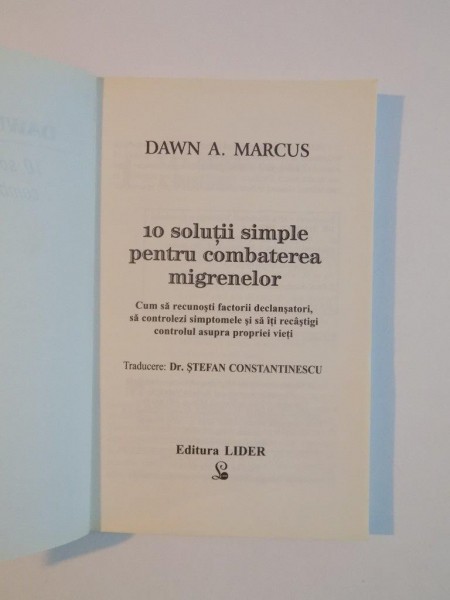 DAWN A. MARCUS
10 soluții simple
pentru combaterea
migrenelor
Cum să recunoști factorii declanșatori,
să controlezi simptomele și să îți recâștigi
controlul asupra propriei vieți
Traducere: Dr. ȘTEFAN CONSTANTINESCU
Editura LIDER